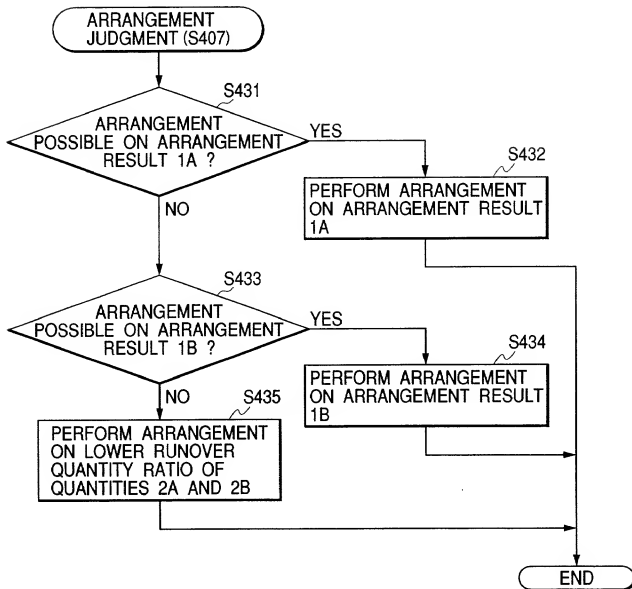 ARRANGEMENT
JUDGMENT (S407)
S431
ARRANGEMENT
POSSIBLE ON ARRANGEMENT
RESULT 1A ?
YES
NO
S432
PERFORM ARRANGEMENT
ON ARRANGEMENT RESULT
1A
S433
ARRANGEMENT
POSSIBLE ON ARRANGEMENT
RESULT 1B ?
YES
NO
S434
PERFORM ARRANGEMENT
ON ARRANGEMENT RESULT
1B
S435
PERFORM ARRANGEMENT
ON LOWER RUNOVER
QUANTITY RATIO OF
QUANTITIES 2A AND 2B
END